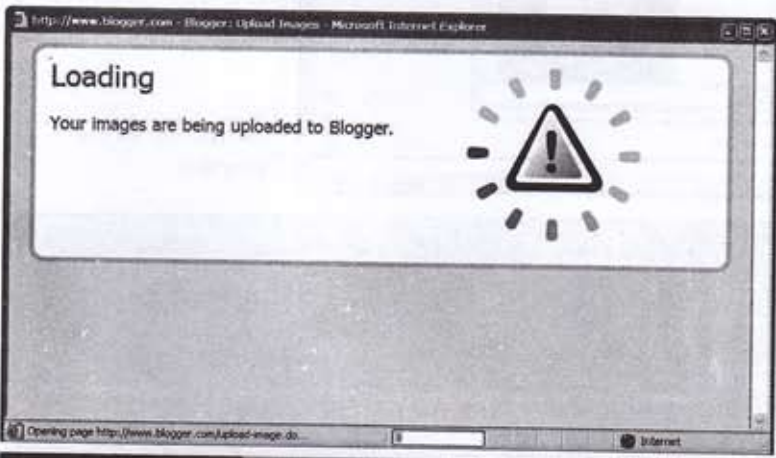 http://www.blogger.com - Blogger: Upload Images - Microsoft Internet Explorer
Loading
Your images are being uploaded to Blogger.
!
Opening page http://www.blogger.com/upload-image.do...
Internet